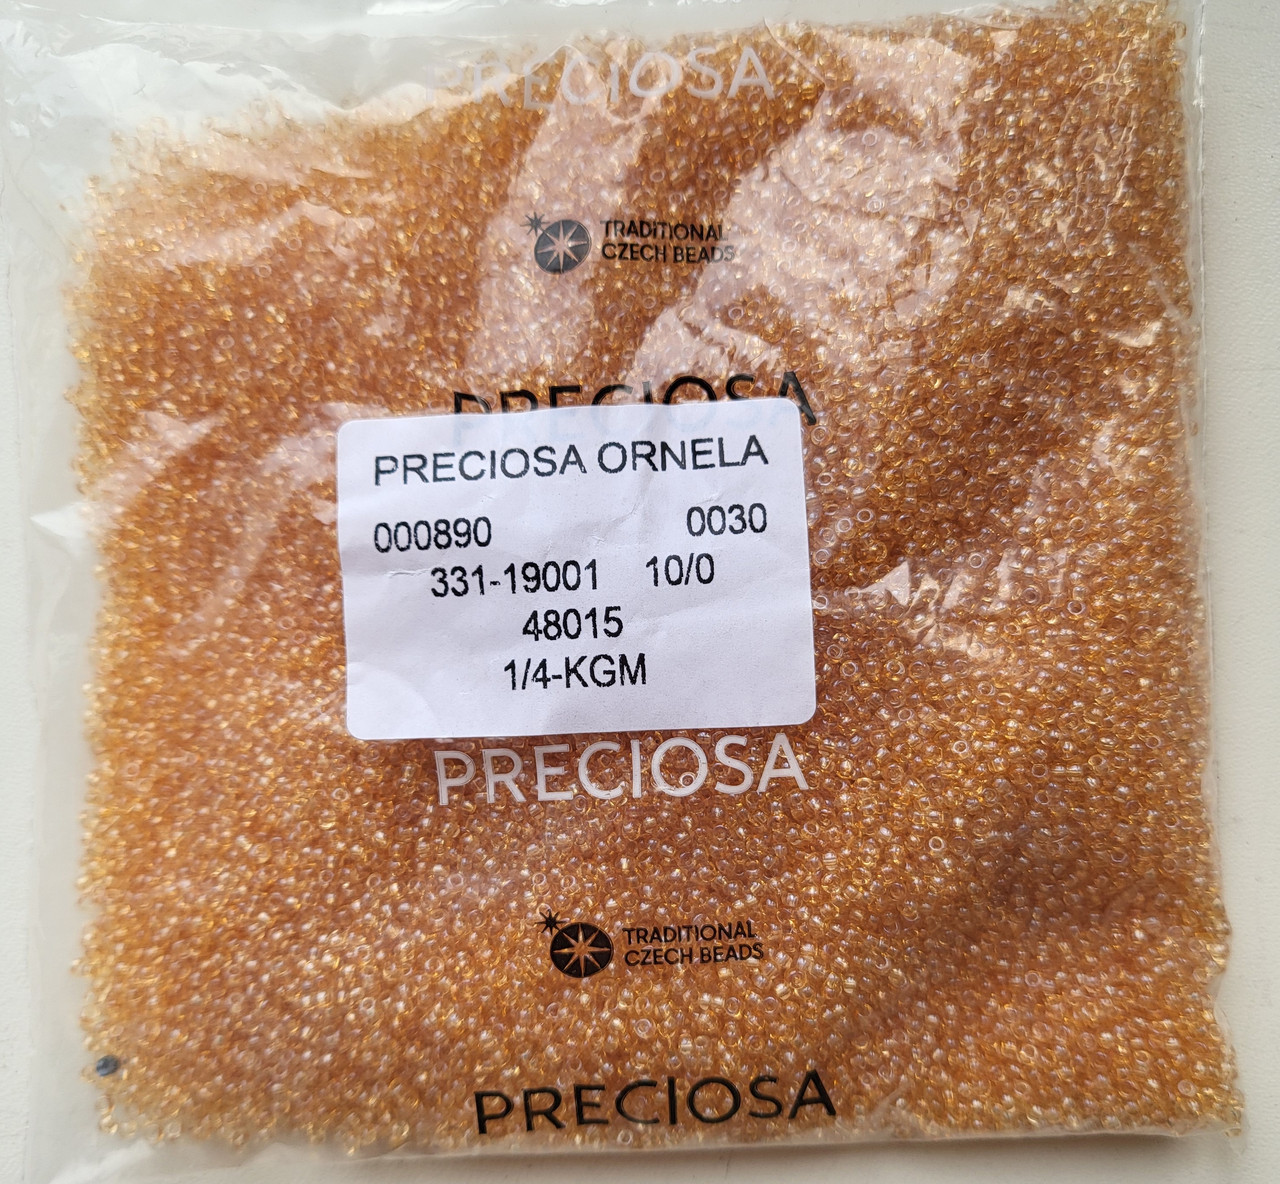 PRECIOSA
TRADITIONAL
CZECH BEADS
PRECIOSA
PRECIOSA ORNELA
000890 0030
331-19001 10/0
48015
1/4-KGM
PRECIOSA
TRADITIONAL
CZECH BEADS
PRECIOSA